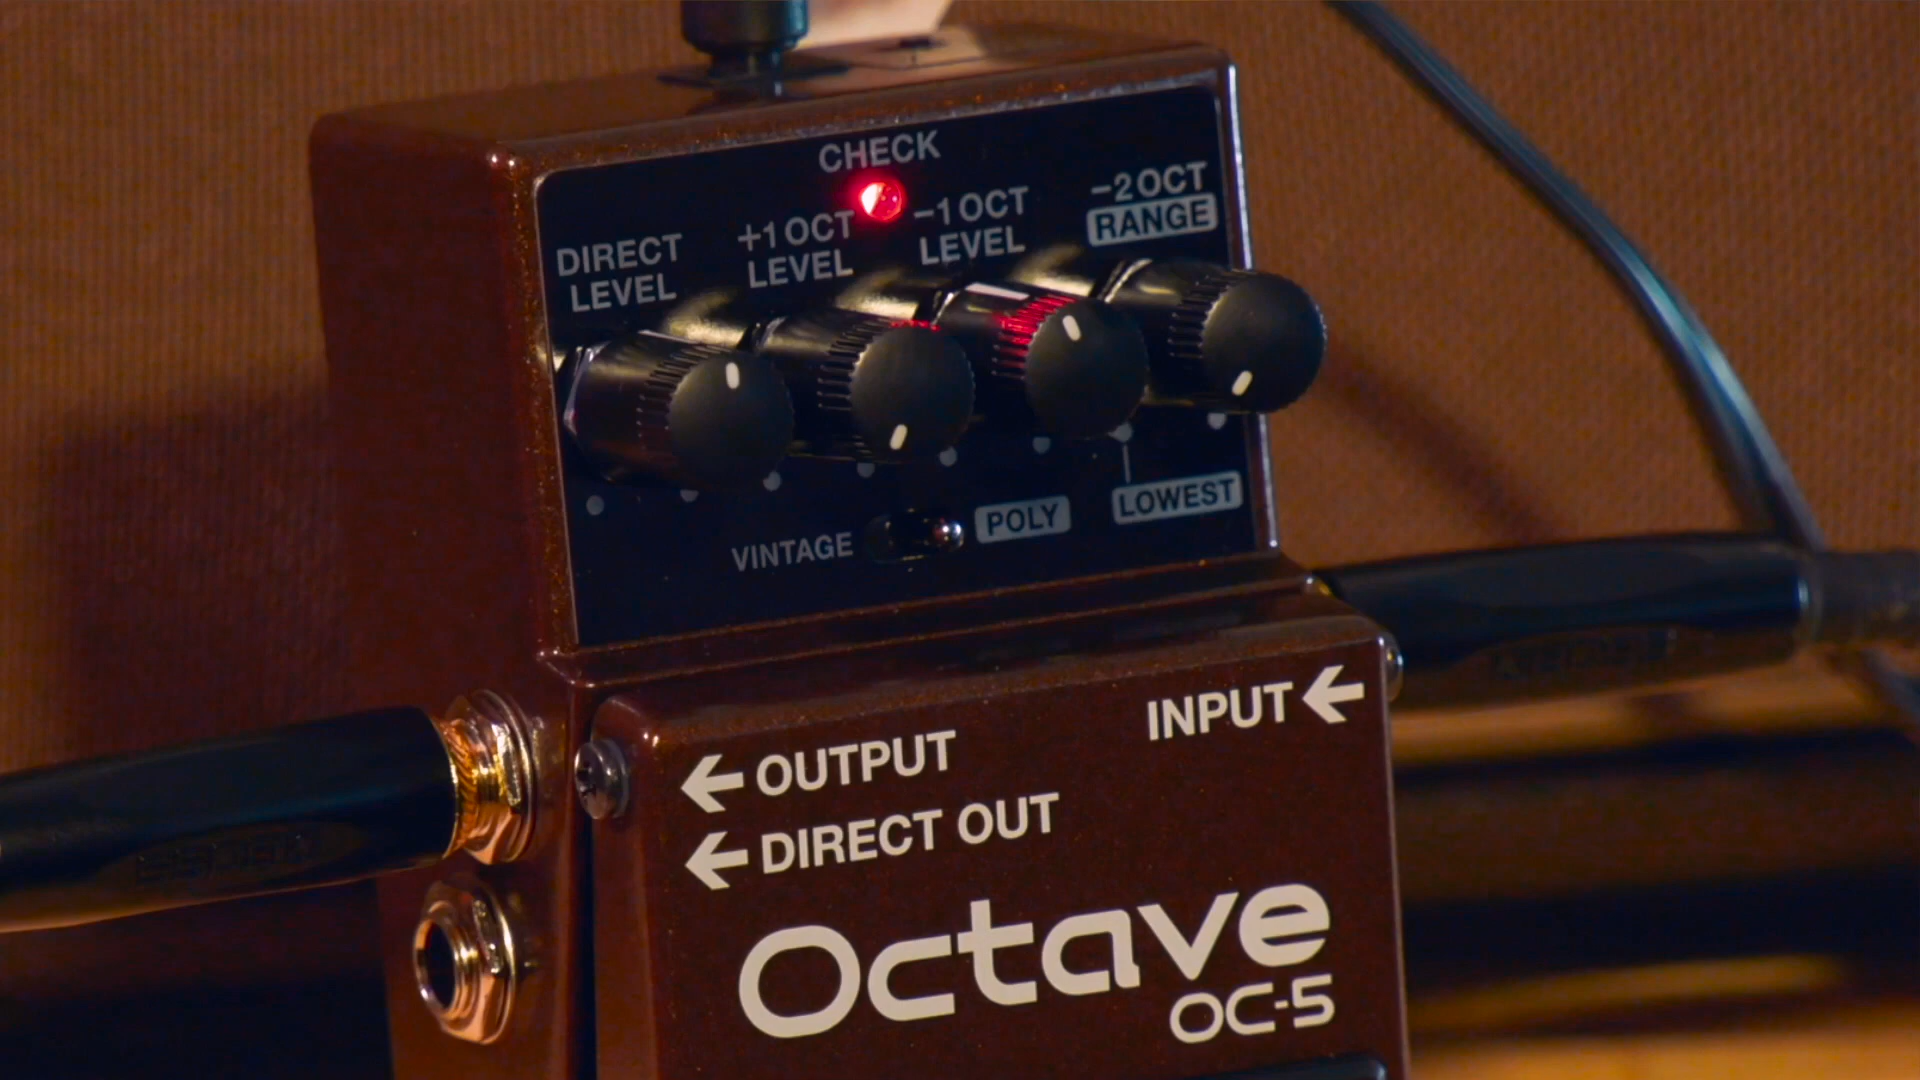 CHECK
DIRECT
LEVEL
+1 OCT
LEVEL
-1 OCT
LEVEL
-2 OCT
RANGE
VINTAGE
POLY
LOWEST
INPUT
OUTPUT
DIRECT OUT
Octave
OC-5